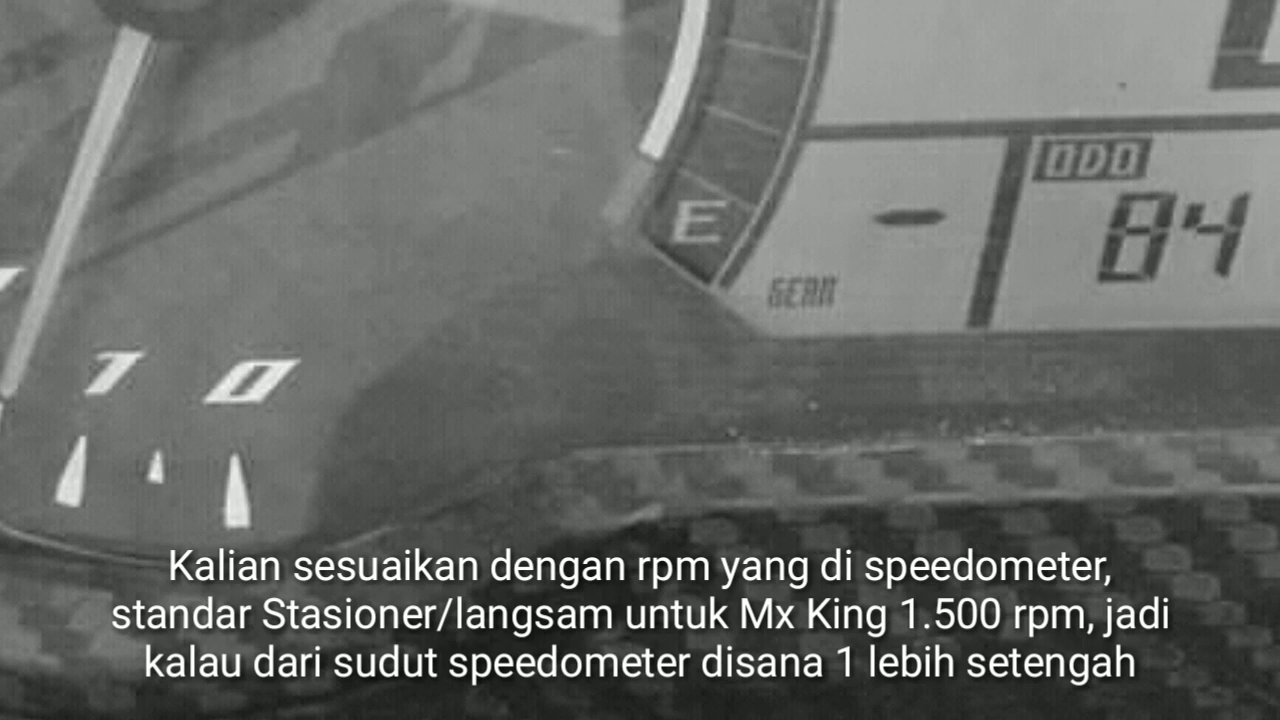 ODO
84
E
GEAR
1 0
Kalian sesuaikan dengan rpm yang di speedometer,
standar Stasioner/langsam untuk Mx King 1.500 rpm, jadi
kalau dari sudut speedometer disana 1 lebih setengah